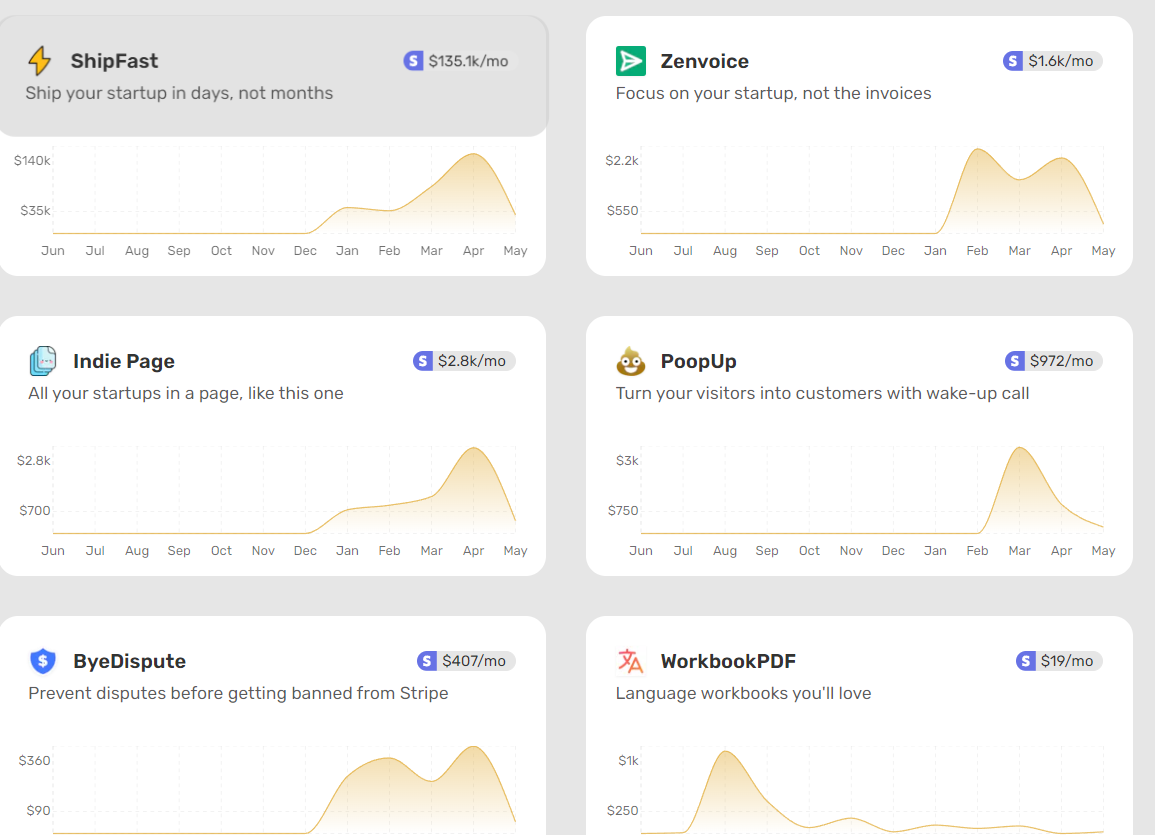 ShipFast
S $135.1k/mo
Ship your startup in days, not months
$140k
$35k
Jun Jul Aug Sep Oct Nov Dec Jan Feb Mar Apr May
Zenvoice
S $1.6k/mo
Focus on your startup, not the invoices
$2.2k
$550
Jun Jul Aug Sep Oct Nov Dec Jan Feb Mar Apr May
Indie Page
S $2.8k/mo
All your startups in a page, like this one
$2.8k
$700
Jun Jul Aug Sep Oct Nov Dec Jan Feb Mar Apr May
PoopUp
S $972/mo
Turn your visitors into customers with wake-up call
$3k
$750
Jun Jul Aug Sep Oct Nov Dec Jan Feb Mar Apr May
$ ByeDispute
S $407/mo
Prevent disputes before getting banned from Stripe
$360
$90
文A WorkbookPDF
S $19/mo
Language workbooks you'll love
$1k
$250